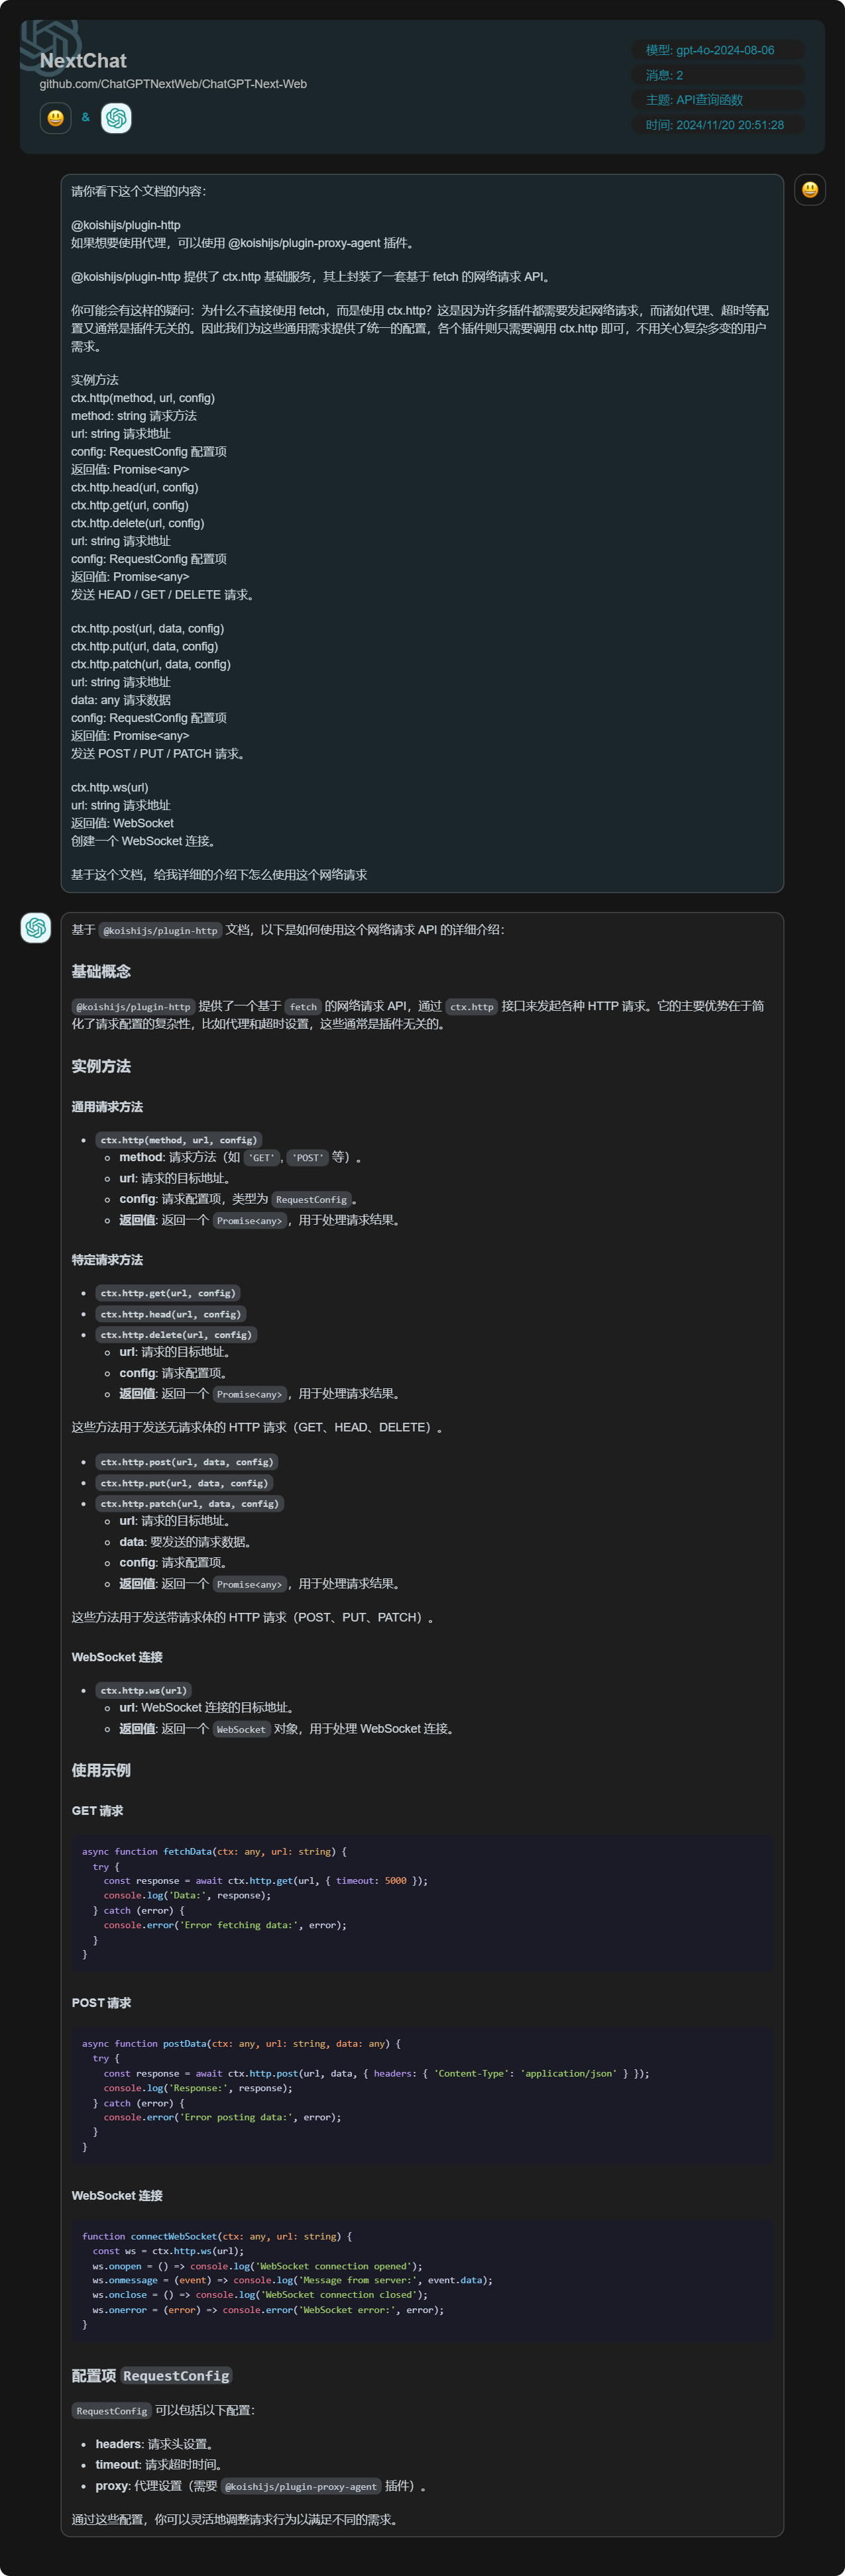 NextChat
github.com/ChatGPTNextWeb/ChatGPT-Next-Web
&
模型: gpt-4o-2024-08-06
消息: 2
主题: API查询函数
时间: 2024/11/20 20:51:28
请你看下这个文档的内容：
@koishijs/plugin-http
如果想要使用代理，可以使用 @koishijs/plugin-proxy-agent 插件。
@koishijs/plugin-http 提供了 ctx.http 基础服务，其上封装了一套基于 fetch 的网络请求 API。
你可能会有这样的疑问：为什么不直接使用 fetch，而是使用 ctx.http？这是因为许多插件都需要发起网络请求，而诸如代理、超时等配
置又通常是插件无关的。因此我们为这些通用需求提供了统一的配置，各个插件则只需要调用 ctx.http 即可，不用关心复杂多变的用户
需求。
实例方法
ctx.http(method, url, config)
method: string 请求方法
url: string 请求地址
config: RequestConfig 配置项
返回值: Promise<any>
ctx.http.head(url, config)
ctx.http.get(url, config)
ctx.http.delete(url, config)
url: string 请求地址
config: RequestConfig 配置项
返回值: Promise<any>
发送 HEAD / GET / DELETE 请求。
ctx.http.post(url, data, config)
ctx.http.put(url, data, config)
ctx.http.patch(url, data, config)
url: string 请求地址
data: any 请求数据
config: RequestConfig 配置项
返回值: Promise<any>
发送 POST / PUT / PATCH 请求。
ctx.http.ws(url)
url: string 请求地址
返回值: WebSocket
创建一个 WebSocket 连接。
基于这个文档，给我详细的介绍下怎么使用这个网络请求
基于 @koishijs/plugin-http 文档，以下是如何使用这个网络请求 API 的详细介绍：
基础概念
@koishijs/plugin-http 提供了一个基于 fetch 的网络请求 API，通过 ctx.http 接口来发起各种 HTTP 请求。它的主要优势在于简
化了请求配置的复杂性，比如代理和超时设置，这些通常是插件无关的。
实例方法
通用请求方法
• ctx.http(method, url, config)
◦ method: 请求方法（如 'GET', 'POST' 等）。
◦ url: 请求的目标地址。
◦ config: 请求配置项，类型为 RequestConfig。
◦ 返回值: 返回一个 Promise<any>，用于处理请求结果。
特定请求方法
• ctx.http.get(url, config)
• ctx.http.head(url, config)
• ctx.http.delete(url, config)
◦ url: 请求的目标地址。
◦ config: 请求配置项。
◦ 返回值: 返回一个 Promise<any>，用于处理请求结果。
这些方法用于发送无请求体的 HTTP 请求（GET、HEAD、DELETE）。
• ctx.http.post(url, data, config)
• ctx.http.put(url, data, config)
• ctx.http.patch(url, data, config)
◦ url: 请求的目标地址。
◦ data: 要发送的请求数据。
◦ config: 请求配置项。
◦ 返回值: 返回一个 Promise<any>，用于处理请求结果。
这些方法用于发送带请求体的 HTTP 请求（POST、PUT、PATCH）。
WebSocket 连接
• ctx.http.ws(url)
◦ url: WebSocket 连接的目标地址。
◦ 返回值: 返回一个 WebSocket 对象，用于处理 WebSocket 连接。
使用示例
GET 请求
async function fetchData(ctx: any, url: string) {
  try {
    const response = await ctx.http.get(url, { timeout: 5000 });
    console.log('Data:', response);
  } catch (error) {
    console.error('Error fetching data:', error);
  }
}
POST 请求
async function postData(ctx: any, url: string, data: any) {
  try {
    const response = await ctx.http.post(url, data, { headers: { 'Content-Type': 'application/json' } });
    console.log('Response:', response);
  } catch (error) {
    console.error('Error posting data:', error);
  }
}
WebSocket 连接
function connectWebSocket(ctx: any, url: string) {
  const ws = ctx.http.ws(url);
  ws.onopen = () => console.log('WebSocket connection opened');
  ws.onmessage = (event) => console.log('Message from server:', event.data);
  ws.onclose = () => console.log('WebSocket connection closed');
  ws.onerror = (error) => console.error('WebSocket error:', error);
}
配置项 RequestConfig
RequestConfig 可以包括以下配置：
• headers: 请求头设置。
• timeout: 请求超时时间。
• proxy: 代理设置（需要 @koishijs/plugin-proxy-agent 插件）。
通过这些配置，你可以灵活地调整请求行为以满足不同的需求。